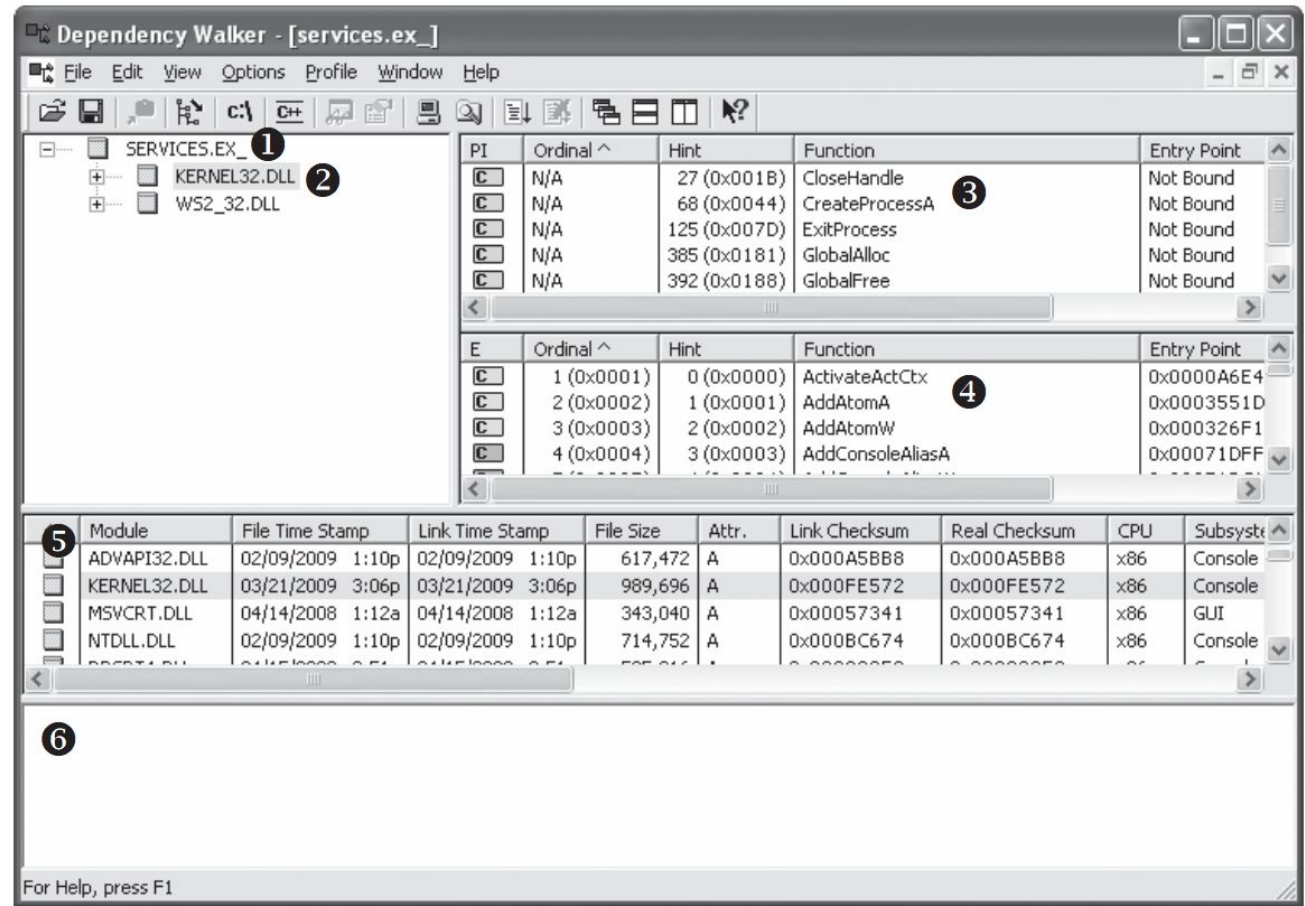 Dependency Walker - [services.ex_]
File Edit View Options Profile Window Help
c:\ C++
SERVICES.EX_ 1
KERNEL32.DLL 2
WS2_32.DLL
PI Ordinal ^ Hint Function Entry Point
C N/A 27 (0x001B) CloseHandle Not Bound
C N/A 68 (0x0044) CreateProcessA 3 Not Bound
C N/A 125 (0x007D) ExitProcess Not Bound
C N/A 385 (0x0181) GlobalAlloc Not Bound
C N/A 392 (0x0188) GlobalFree Not Bound
E Ordinal ^ Hint Function Entry Point
C 1 (0x0001) 0 (0x0000) ActivateActCtx 0x0000A6E4
C 2 (0x0002) 1 (0x0001) AddAtomA 4 0x0003551D
C 3 (0x0003) 2 (0x0002) AddAtomW 0x000326F1
C 4 (0x0004) 3 (0x0003) AddConsoleAliasA 0x00071DFF
5 Module File Time Stamp Link Time Stamp File Size Attr. Link Checksum Real Checksum CPU Subsyste
ADVAPI32.DLL 02/09/2009 1:10p 02/09/2009 1:10p 617,472 A 0x000A5BB8 0x000A5BB8 x86 Console
KERNEL32.DLL 03/21/2009 3:06p 03/21/2009 3:06p 989,696 A 0x000FE572 0x000FE572 x86 Console
MSVCRT.DLL 04/14/2008 1:12a 04/14/2008 1:12a 343,040 A 0x00057341 0x00057341 x86 GUI
NTDLL.DLL 02/09/2009 1:10p 02/09/2009 1:10p 714,752 A 0x000BC674 0x000BC674 x86 Console
6
For Help, press F1